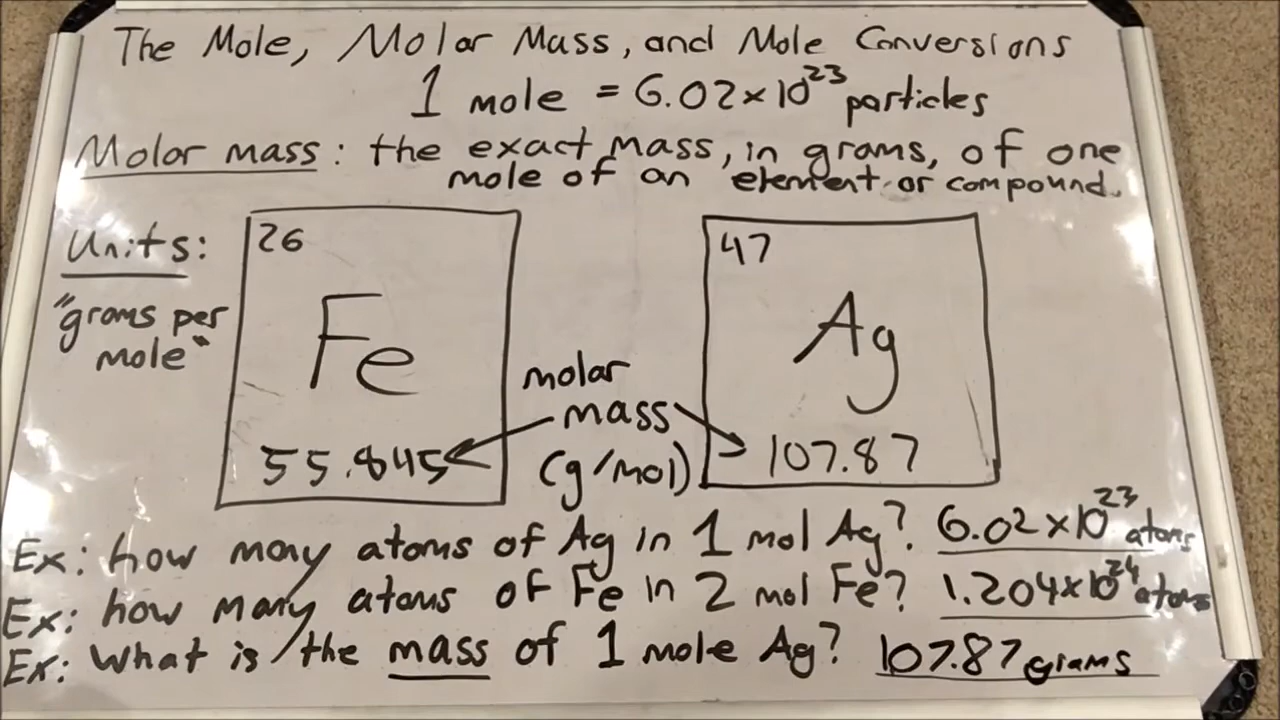 The Mole, Molar Mass, and Mole Conversions
1 mole = 6.02×10²³ particles
Molar mass: the exact mass, in grams, of one
mole of an element or compound.
Units:
"grams per
mole"
26
Fe
55.845
molar
mass
(g/mol)
47
Ag
107.87
Ex: how many atoms of Ag in 1 mol Ag? 6.02×10²³ atoms
Ex: how many atoms of Fe in 2 mol Fe? 1.204×10²⁴ atoms
Ex: What is the mass of 1 mole Ag? 107.87 grams